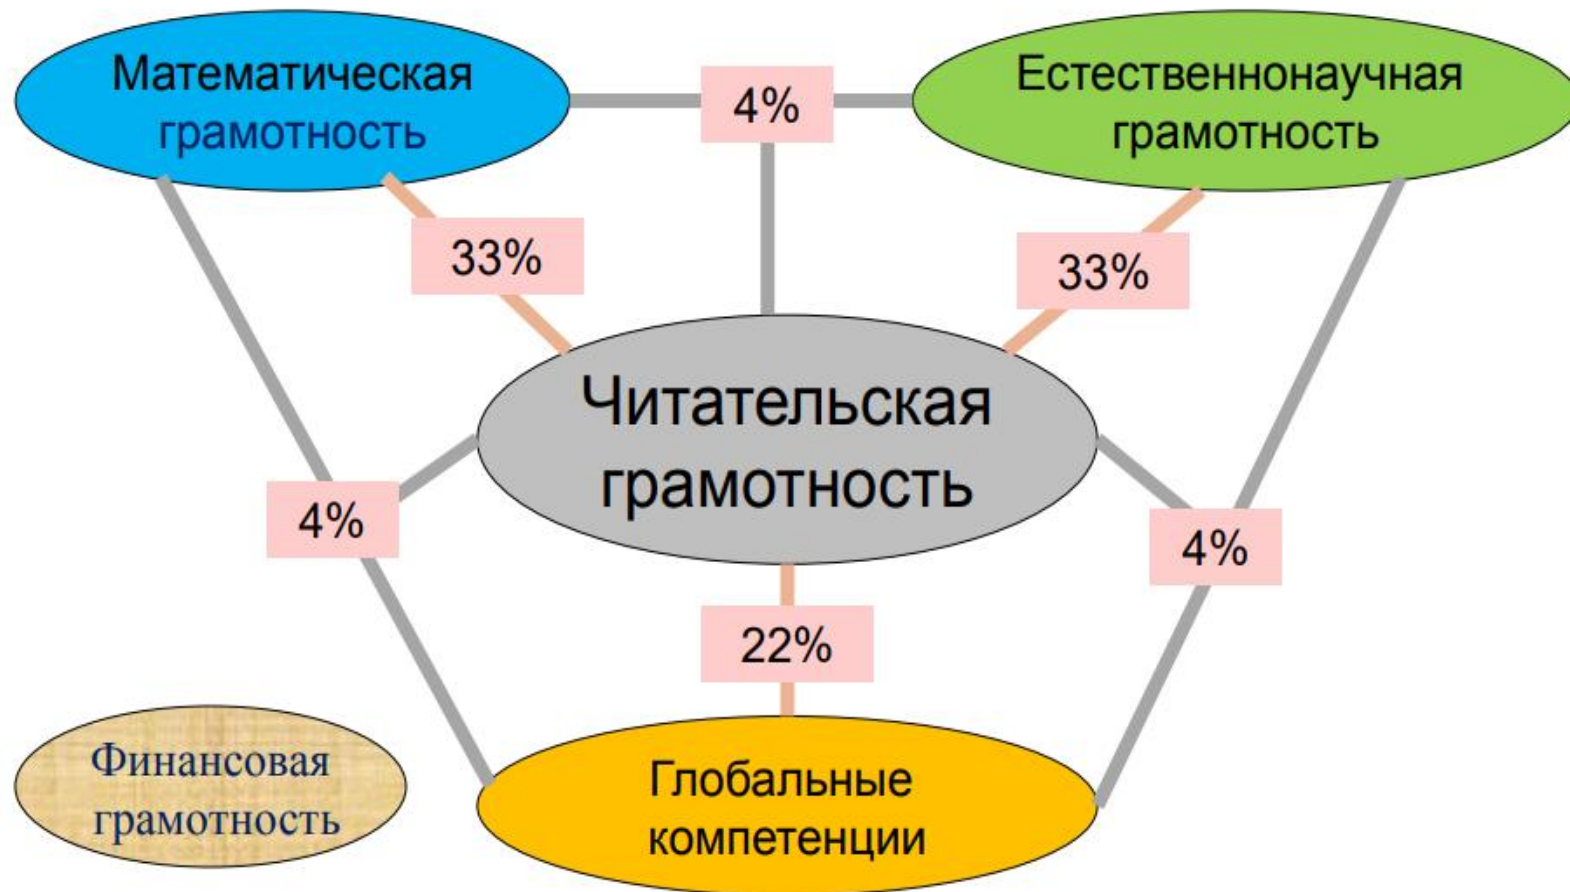 Математическая
грамотность
4%
Естественнонаучная
грамотность
33%
33%
Читательская
грамотность
4%
4%
22%
Финансовая
грамотность
Глобальные
компетенции